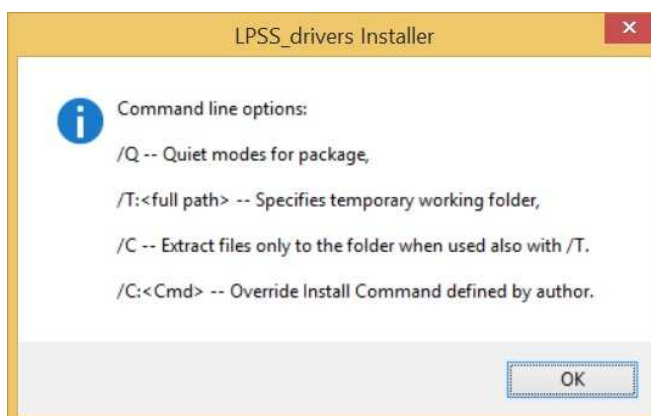 LPSS_drivers Installer
Command line options:
/Q -- Quiet modes for package,
/T:<full path> -- Specifies temporary working folder,
/C -- Extract files only to the folder when used also with /T.
/C:<Cmd> -- Override Install Command defined by author.
OK